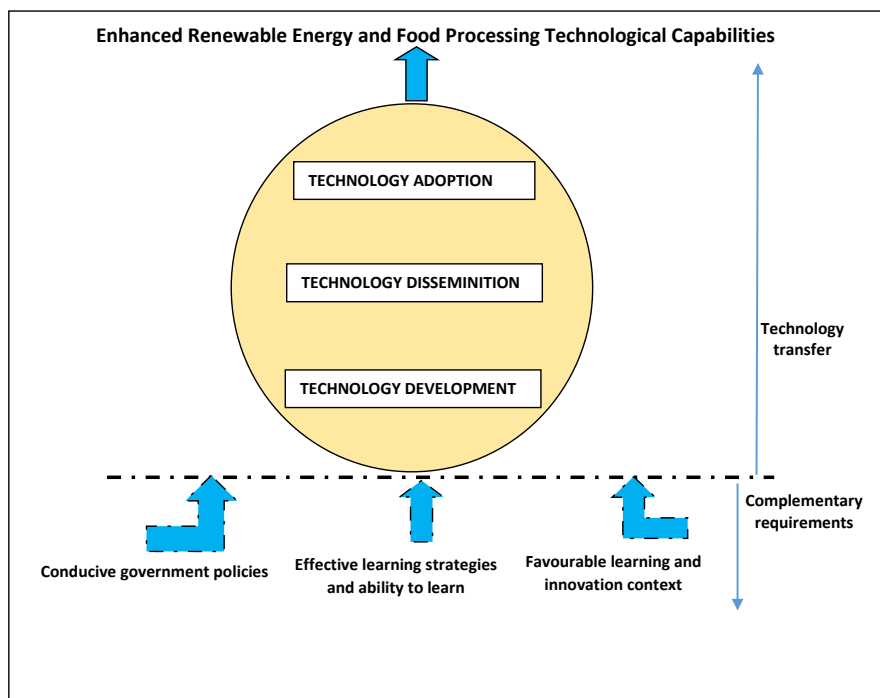 Enhanced Renewable Energy and Food Processing Technological Capabilities
TECHNOLOGY ADOPTION
TECHNOLOGY DISSEMINITION
TECHNOLOGY DEVELOPMENT
Technology
transfer
Complementary
requirements
Conducive government policies
Effective learning strategies
and ability to learn
Favourable learning and
innovation context